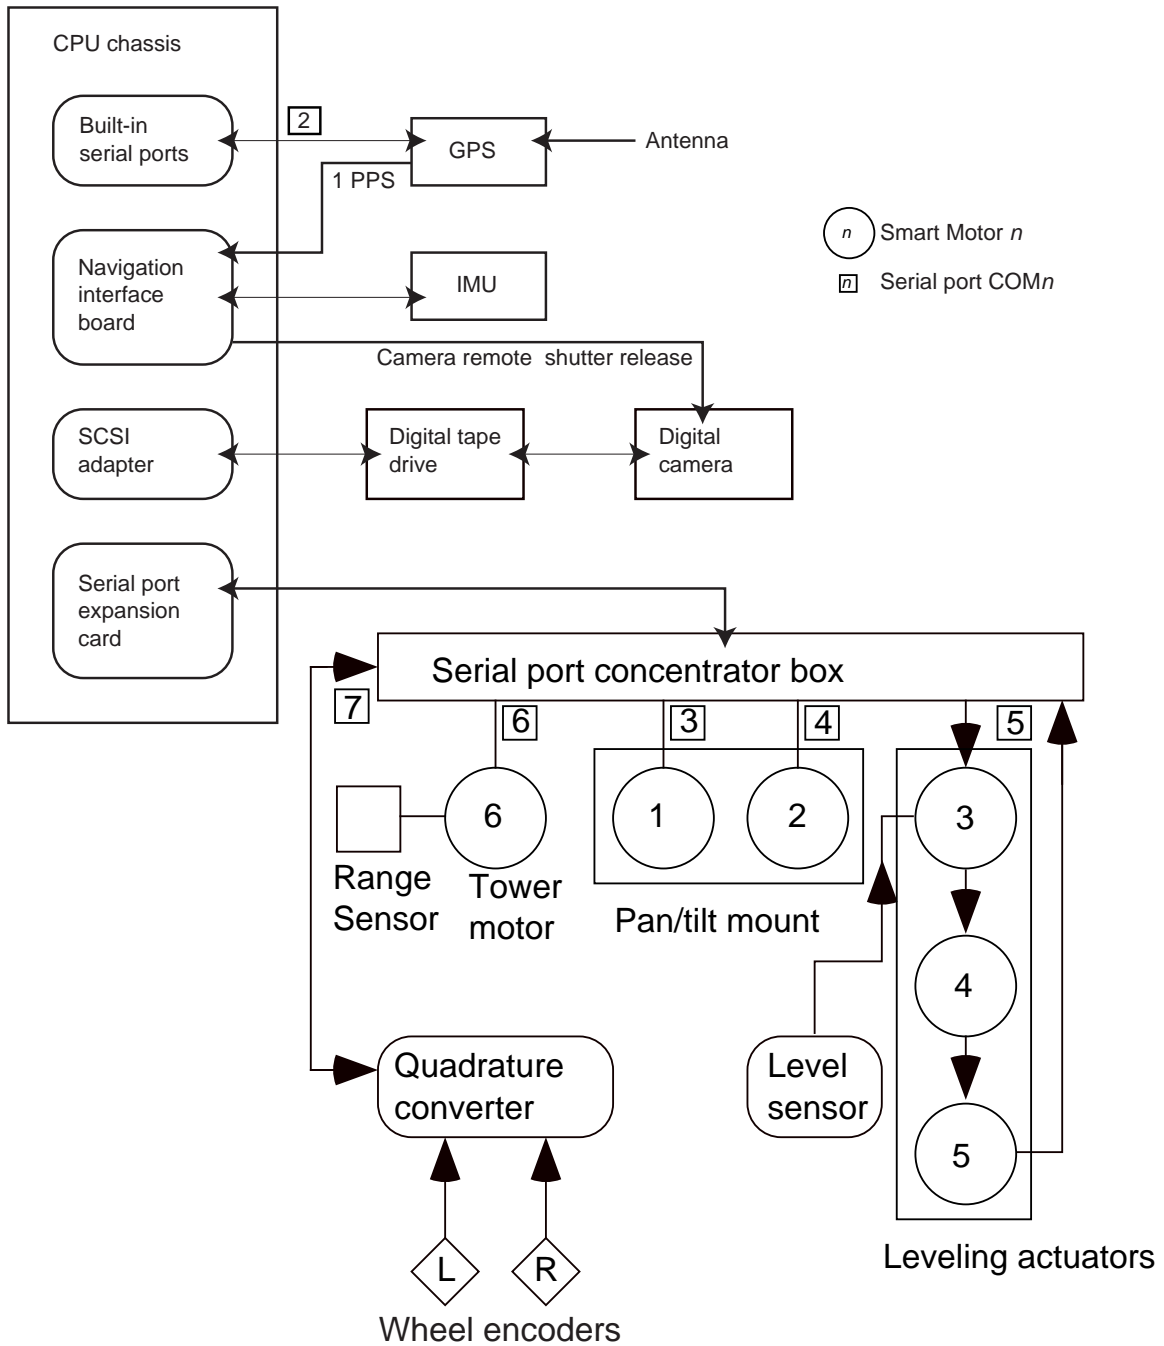 CPU chassis
Built-in
serial ports
2
GPS
Antenna
1 PPS
n Smart Motor n
n Serial port COMn
Navigation
interface
board
IMU
Camera remote shutter release
SCSI
adapter
Digital tape
drive
Digital
camera
Serial port
expansion
card
Serial port concentrator box
7
6
3
4
5
6
1
2
3
Range
Sensor
Tower
motor
Pan/tilt mount
4
Quadrature
converter
Level
sensor
5
L
R
Leveling actuators
Wheel encoders